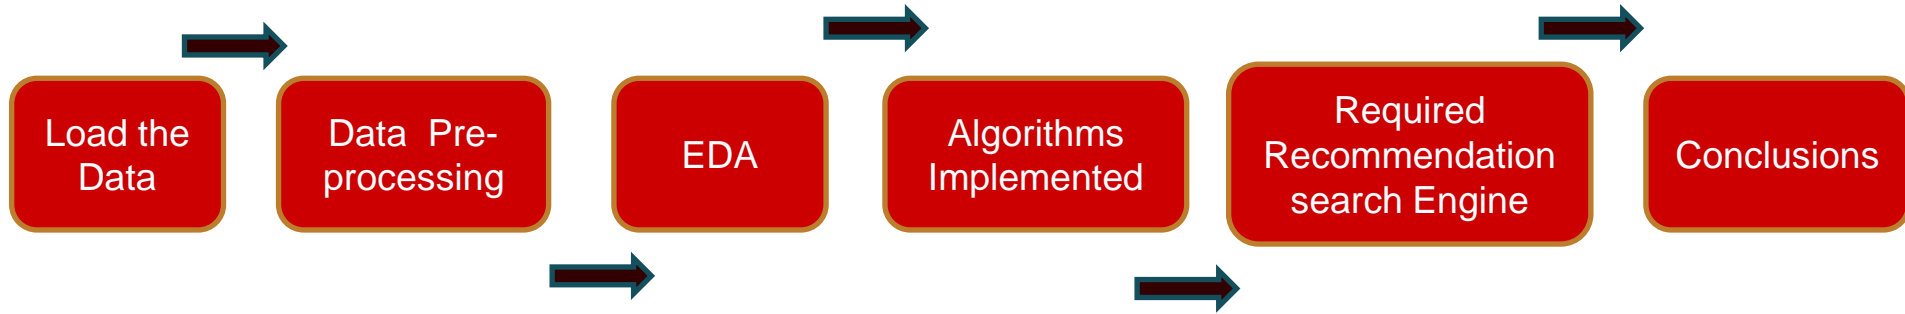 Load the
Data
Data  Pre-
processing
EDA
Algorithms
Implemented
Required
Recommendation
search Engine
Conclusions